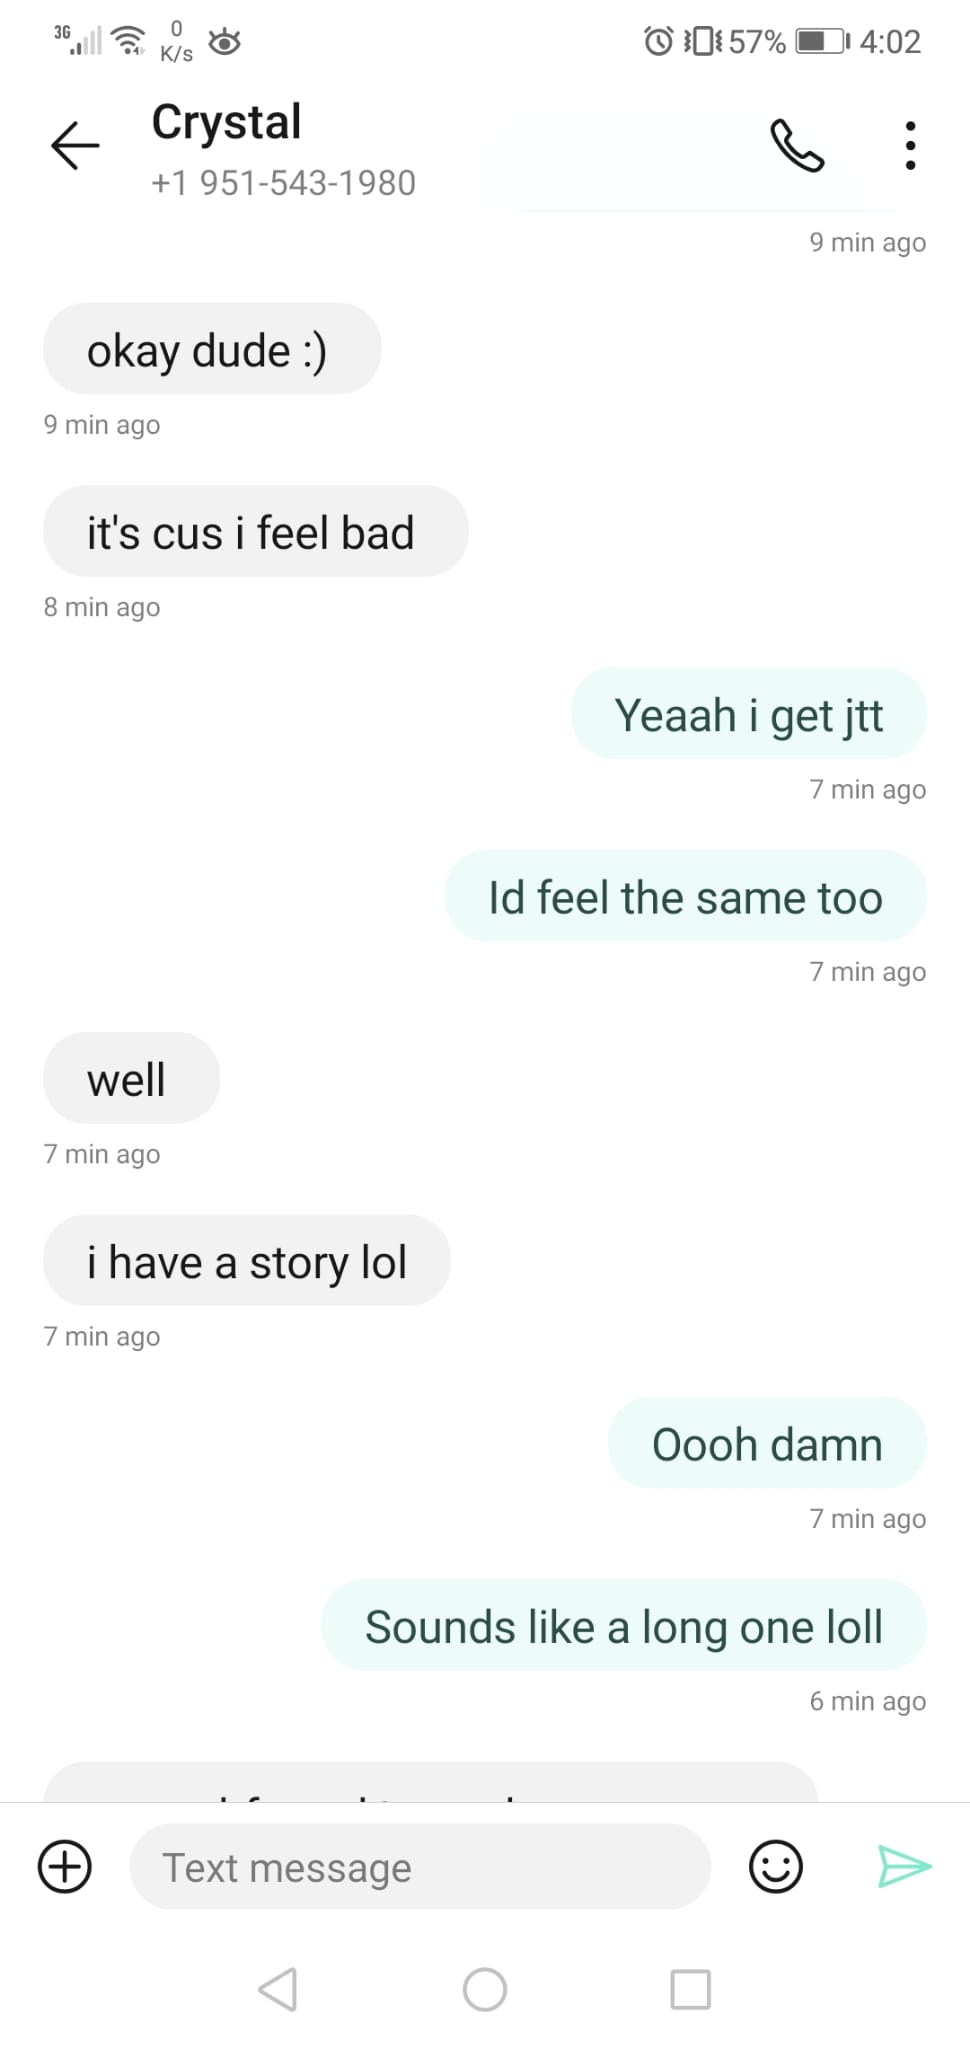 3G 0 K/s 57% 4:02
Crystal
+1 951-543-1980
9 min ago
okay dude :)
9 min ago
it's cus i feel bad
8 min ago
Yeaah i get jtt
7 min ago
Id feel the same too
7 min ago
well
7 min ago
i have a story lol
7 min ago
Oooh damn
7 min ago
Sounds like a long one loll
6 min ago
Text message